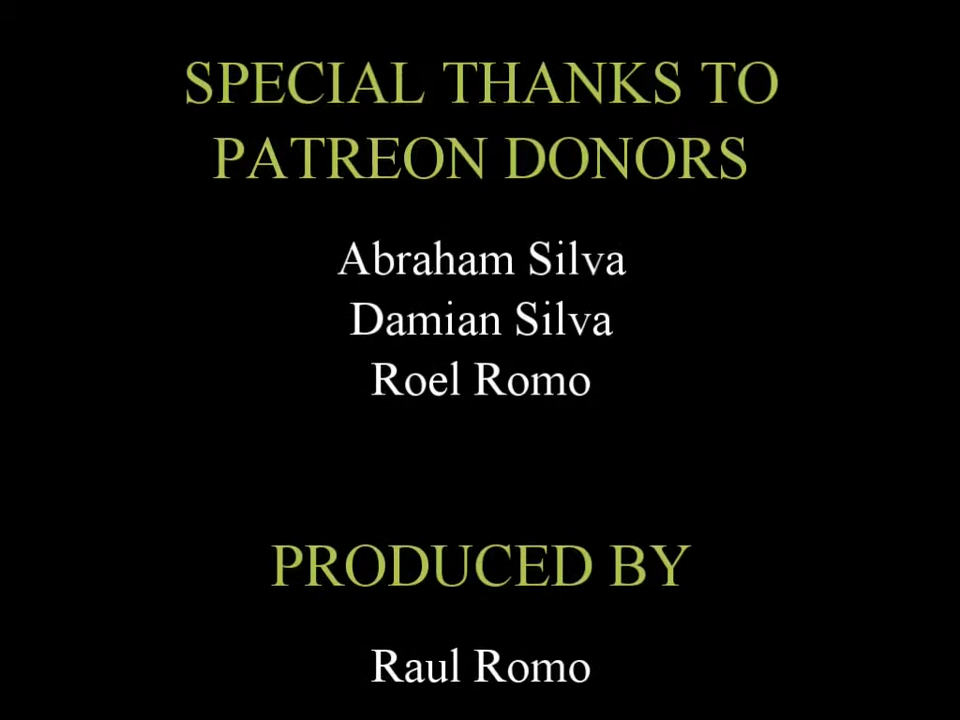 SPECIAL THANKS TO
PATREON DONORS
Abraham Silva
Damian Silva
Roel Romo
PRODUCED BY
Raul Romo